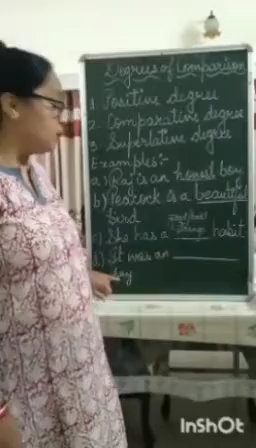 Degrees of Comparison
1. Positive degree
2. Comparative degree
3. Superlative degree
Examples:-
a) Raj is an honest boy
b) Peacock is a beautiful
bird
c) She has a strange habit
d) It was an ________
day
InShOt